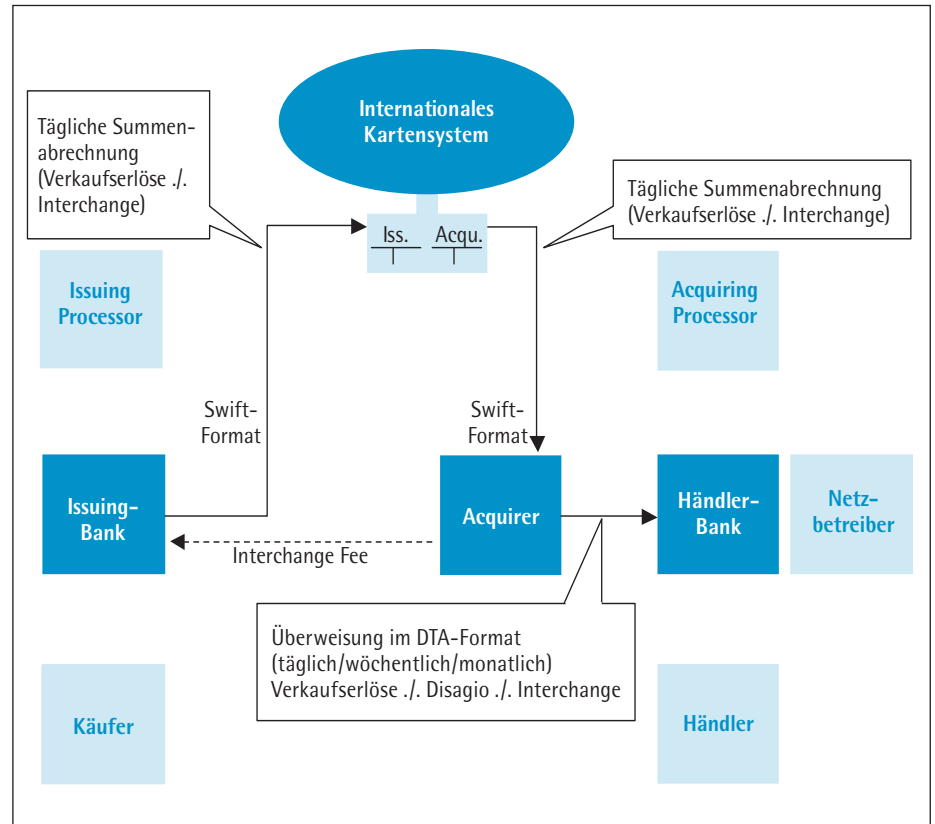 Internationales
Kartensystem
Tägliche Summen-
abrechnung
(Verkaufserlöse ./.
Interchange)
Tägliche Summenabrechnung
(Verkaufserlöse ./. Interchange)
Iss. Acqu.
Issuing
Processor
Acquiring
Processor
Swift-
Format
Swift-
Format
Issuing-
Bank
Interchange Fee
Acquirer
Händler-
Bank
Netz-
betreiber
Überweisung im DTA-Format
(täglich/wöchentlich/monatlich)
Verkaufserlöse ./. Disagio ./. Interchange
Käufer
Händler